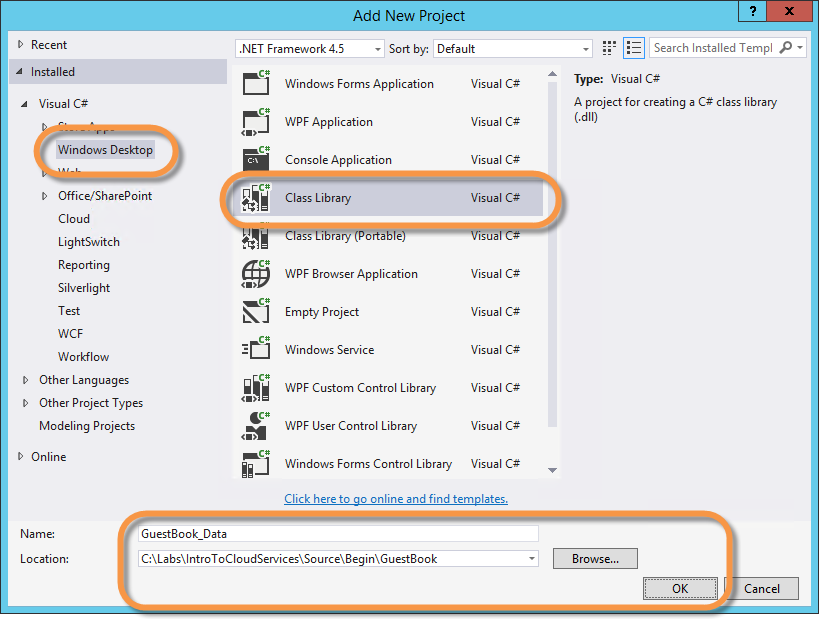 Add New Project
?
x
Recent
Installed
Visual C#
Store Apps
Windows Desktop
Web
Office/SharePoint
Cloud
LightSwitch
Reporting
Silverlight
Test
WCF
Workflow
Other Languages
Other Project Types
Modeling Projects
Online
.NET Framework 4.5
Sort by:
Default
Search Installed Templ
Windows Forms Application Visual C#
WPF Application Visual C#
Console Application Visual C#
Class Library Visual C#
Class Library (Portable) Visual C#
WPF Browser Application Visual C#
Empty Project Visual C#
Windows Service Visual C#
WPF Custom Control Library Visual C#
WPF User Control Library Visual C#
Windows Forms Control Library Visual C#
Click here to go online and find templates.
Type: Visual C#
A project for creating a C# class library
(.dll)
Name: GuestBook_Data
Location: C:\Labs\IntroToCloudServices\Source\Begin\GuestBook
Browse...
OK
Cancel